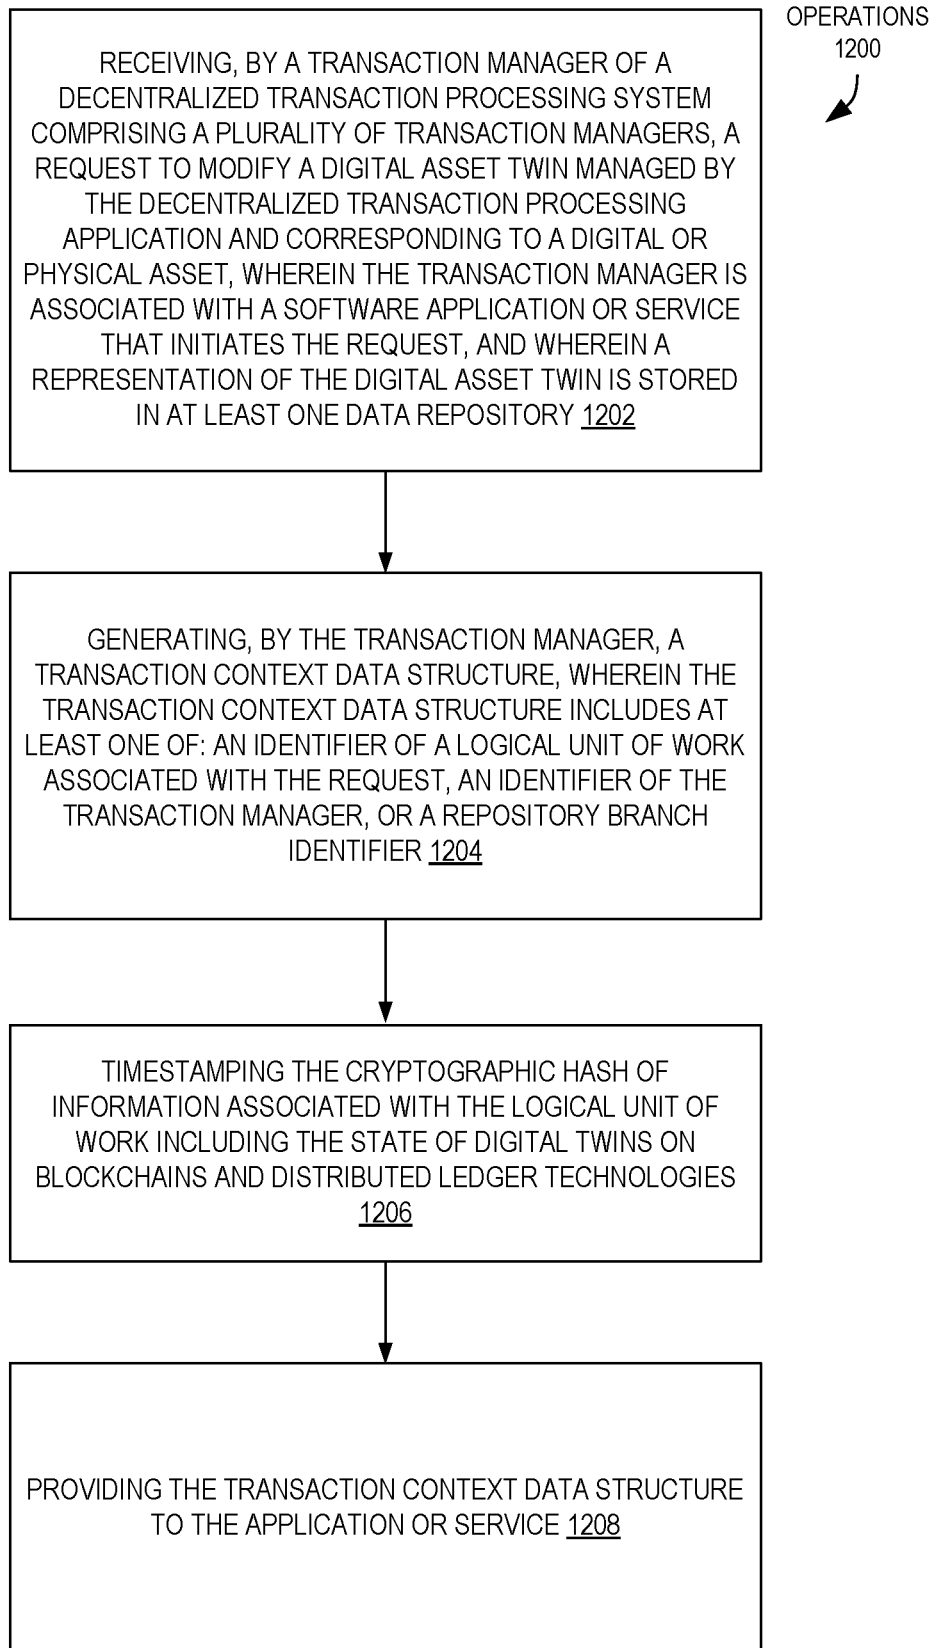 OPERATIONS
1200
RECEIVING, BY A TRANSACTION MANAGER OF A
DECENTRALIZED TRANSACTION PROCESSING SYSTEM
COMPRISING A PLURALITY OF TRANSACTION MANAGERS, A
REQUEST TO MODIFY A DIGITAL ASSET TWIN MANAGED BY
THE DECENTRALIZED TRANSACTION PROCESSING
APPLICATION AND CORRESPONDING TO A DIGITAL OR
PHYSICAL ASSET, WHEREIN THE TRANSACTION MANAGER IS
ASSOCIATED WITH A SOFTWARE APPLICATION OR SERVICE
THAT INITIATES THE REQUEST, AND WHEREIN A
REPRESENTATION OF THE DIGITAL ASSET TWIN IS STORED
IN AT LEAST ONE DATA REPOSITORY 1202
GENERATING, BY THE TRANSACTION MANAGER, A
TRANSACTION CONTEXT DATA STRUCTURE, WHEREIN THE
TRANSACTION CONTEXT DATA STRUCTURE INCLUDES AT
LEAST ONE OF: AN IDENTIFIER OF A LOGICAL UNIT OF WORK
ASSOCIATED WITH THE REQUEST, AN IDENTIFIER OF THE
TRANSACTION MANAGER, OR A REPOSITORY BRANCH
IDENTIFIER 1204
TIMESTAMPING THE CRYPTOGRAPHIC HASH OF
INFORMATION ASSOCIATED WITH THE LOGICAL UNIT OF
WORK INCLUDING THE STATE OF DIGITAL TWINS ON
BLOCKCHAINS AND DISTRIBUTED LEDGER TECHNOLOGIES
1206
PROVIDING THE TRANSACTION CONTEXT DATA STRUCTURE
TO THE APPLICATION OR SERVICE 1208